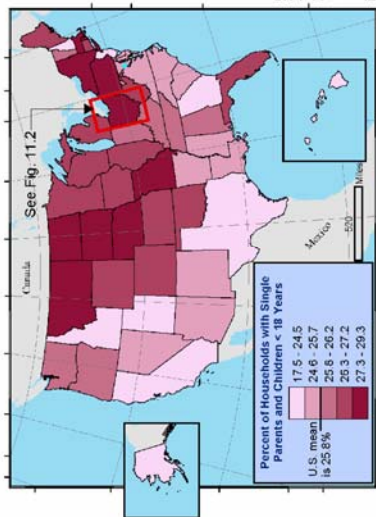 See Fig. 11.2
Canada
Mexico
520
Miles
Percent of Households with Single
Parents and Children < 18 Years
17.5 - 24.5
24.6 - 25.7
25.8 - 26.2
26.3 - 27.2
27.3 - 29.3
U.S. mean
is 25.8%